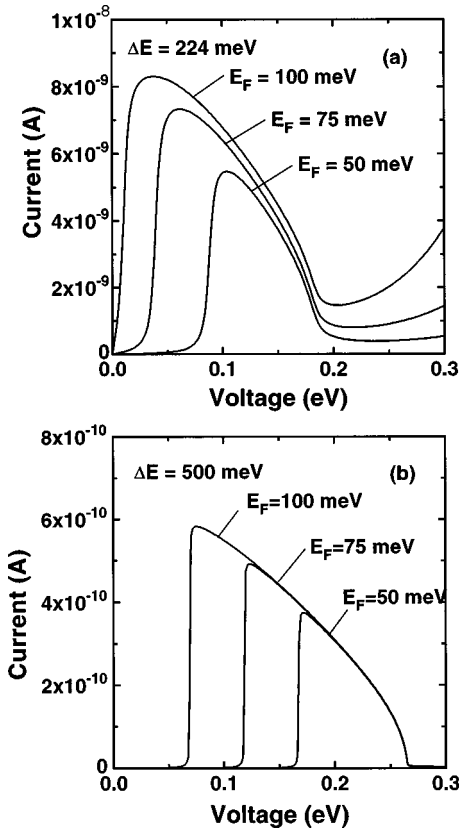 1x10⁻⁸
ΔE = 224 meV
(a)
8x10⁻⁹
E_F = 100 meV
E_F = 75 meV
6x10⁻⁹
E_F = 50 meV
4x10⁻⁹
2x10⁻⁹
0
Current (A)
0.0 0.1 0.2 0.3
Voltage (eV)
8x10⁻¹⁰
ΔE = 500 meV
(b)
6x10⁻¹⁰
E_F=100 meV
E_F=75 meV
E_F=50 meV
4x10⁻¹⁰
2x10⁻¹⁰
0
Current (A)
0.0 0.1 0.2 0.3
Voltage (eV)